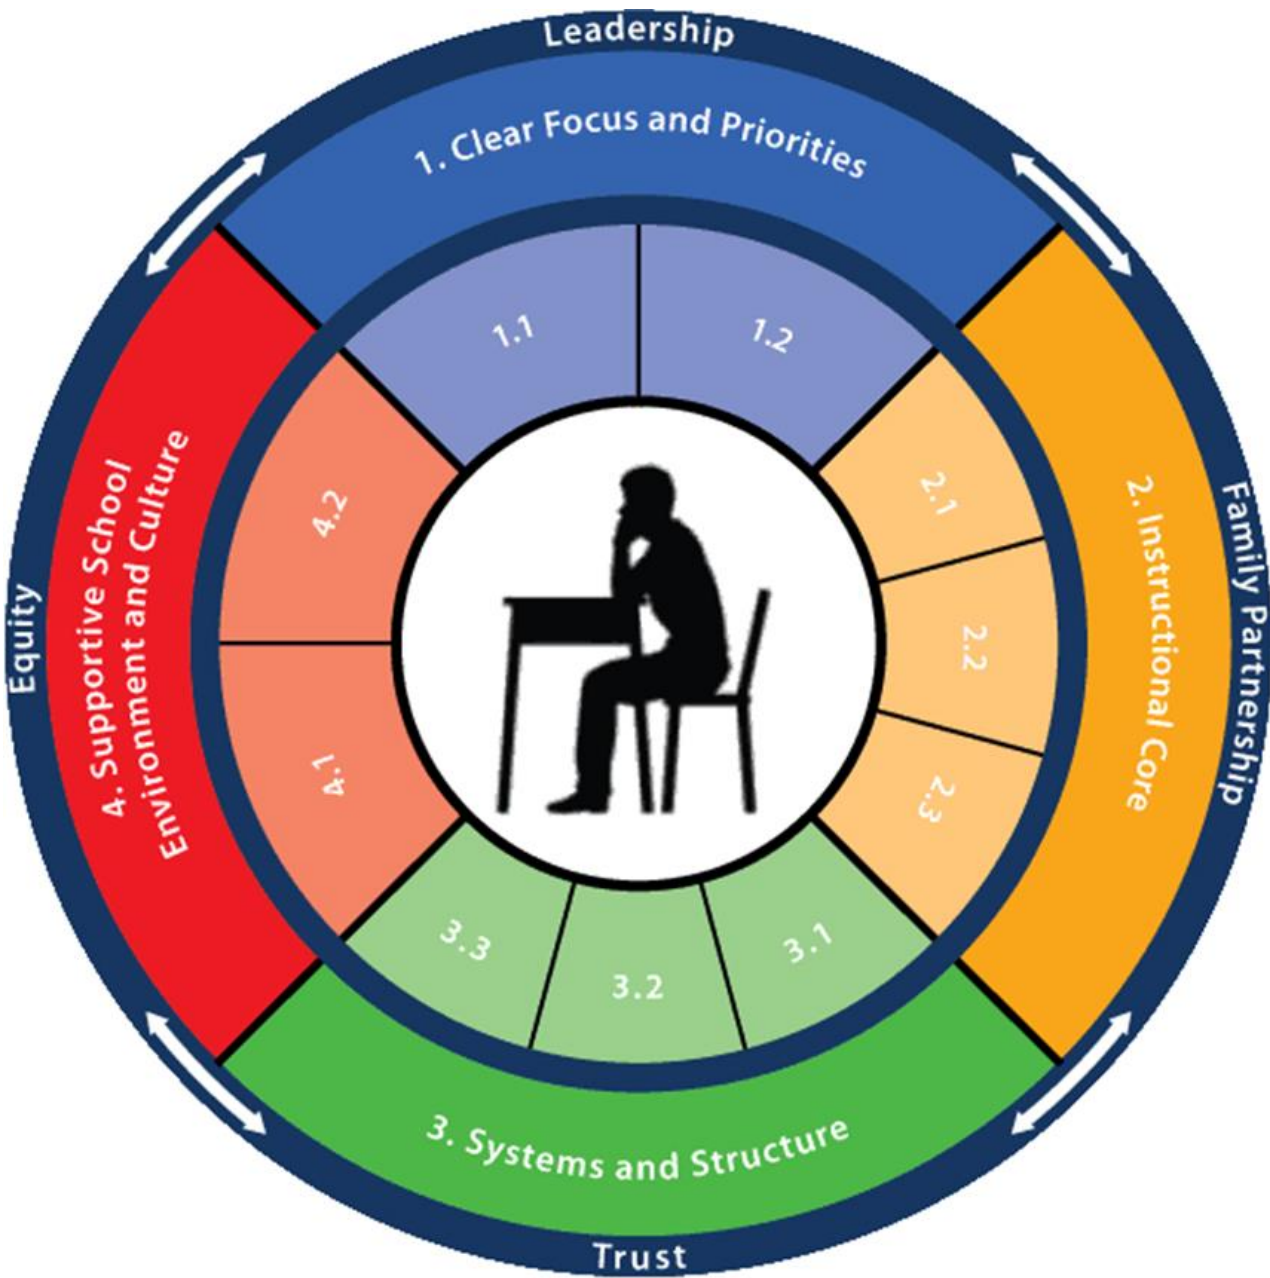 Leadership
1. Clear Focus and Priorities
1.1
1.2
Family Partnership
2. Instructional Core
2.1
2.2
2.3
Trust
3. Systems and Structure
3.1
3.2
3.3
Equity
4. Supportive School
Environment and Culture
4.1
4.2